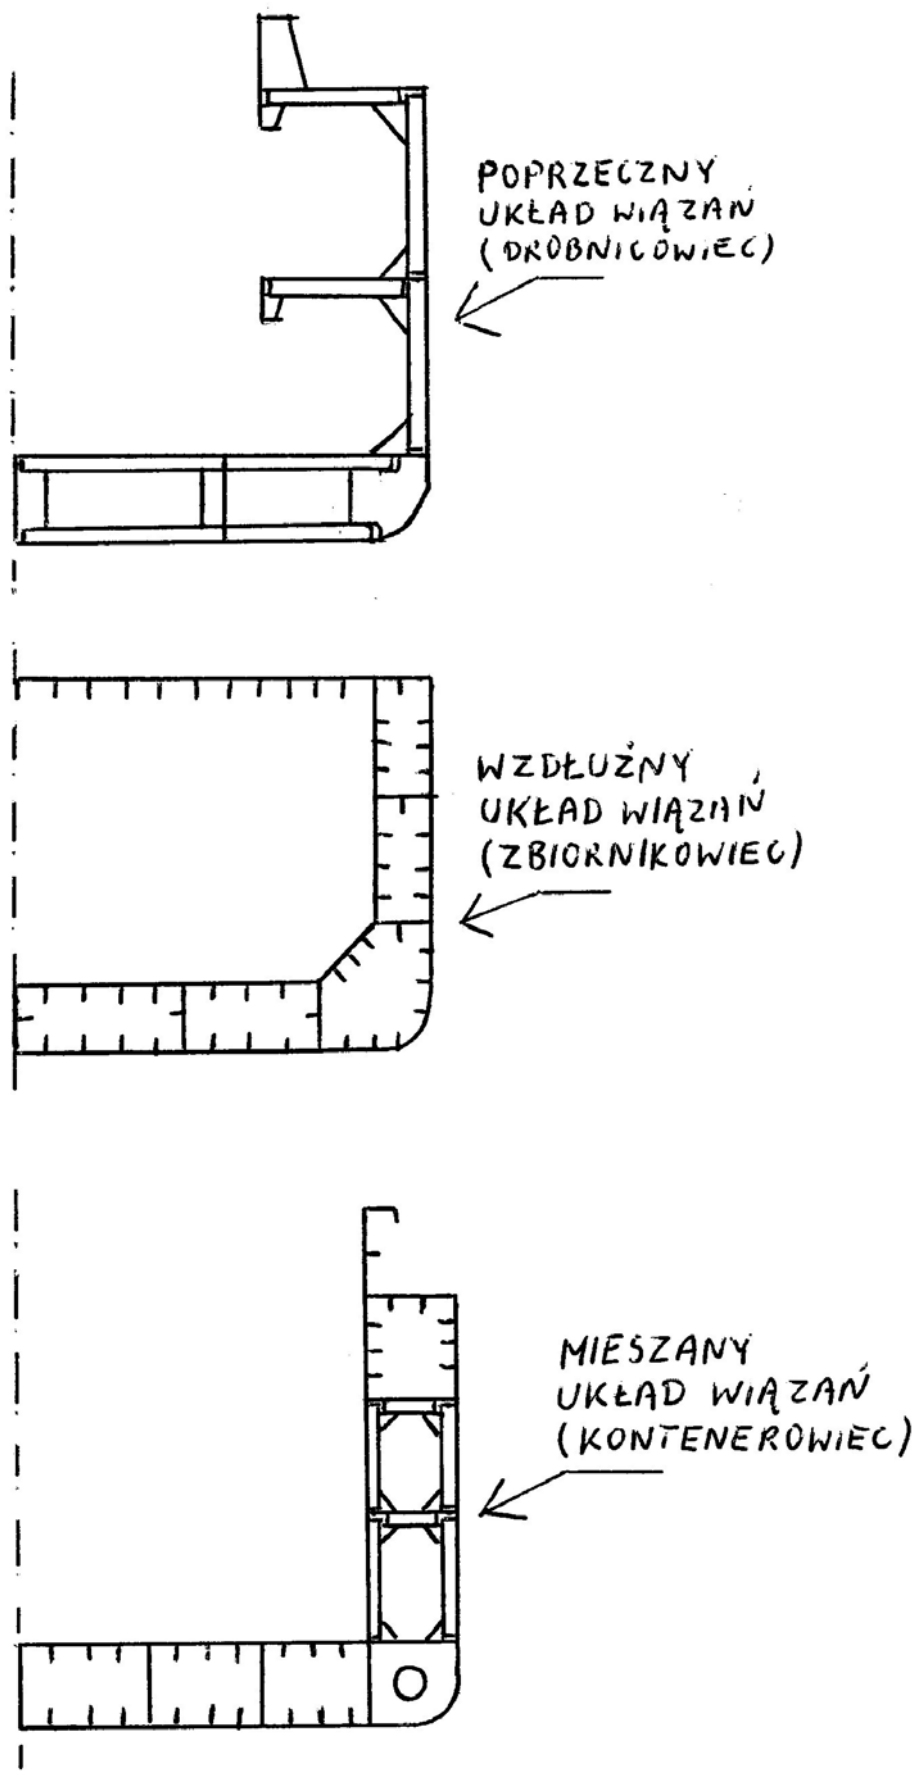 POPRZECZNY
UKŁAD WIĄZAŃ
(DROBNICOWIEC)
WZDŁUŻNY
UKŁAD WIĄZAŃ
(ZBIORNIKOWIEC)
MIESZANY
UKŁAD WIĄZAŃ
(KONTENEROWIEC)